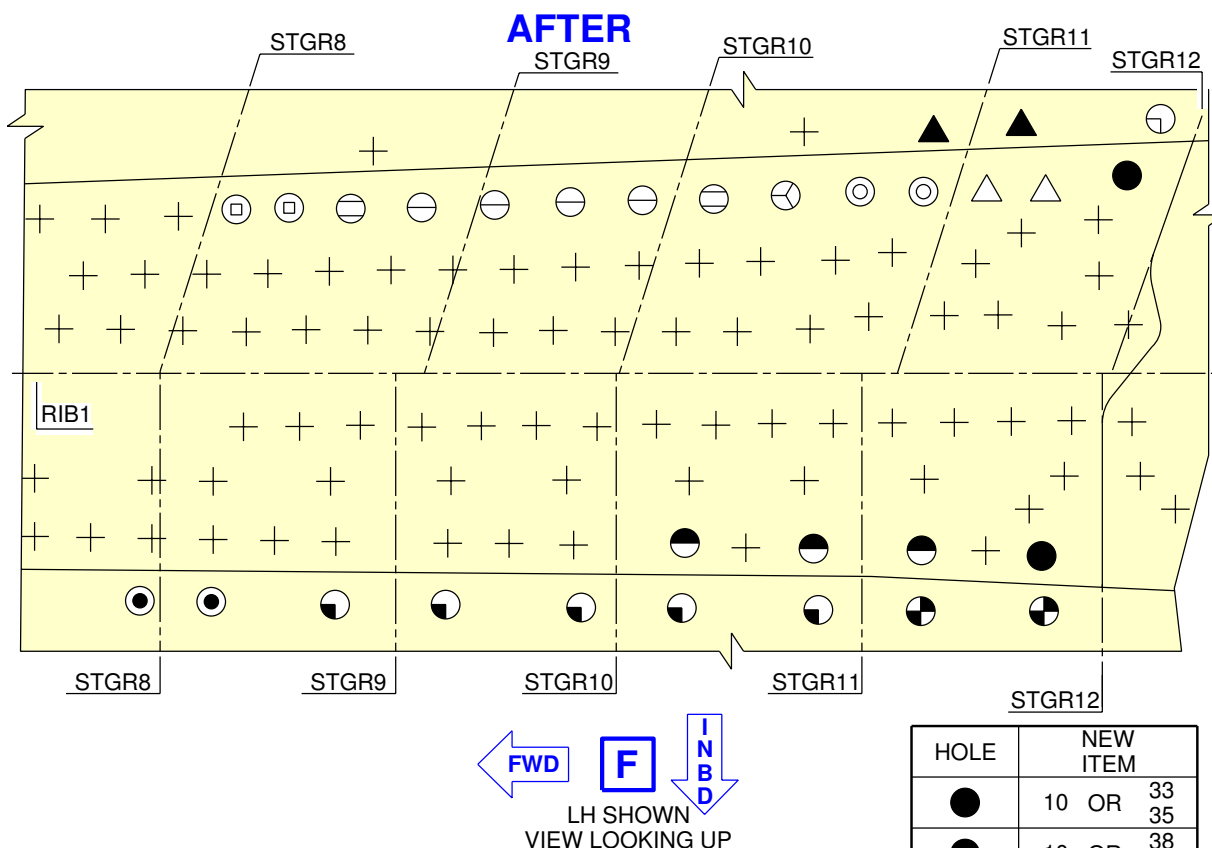 AFTER
STGR8
STGR9
STGR10
STGR11
STGR12
RIB1
STGR8
STGR9
STGR10
STGR11
STGR12
FWD
F
INBD
LH SHOWN
VIEW LOOKING UP
HOLE NEW ITEM
10 OR 33 35
38